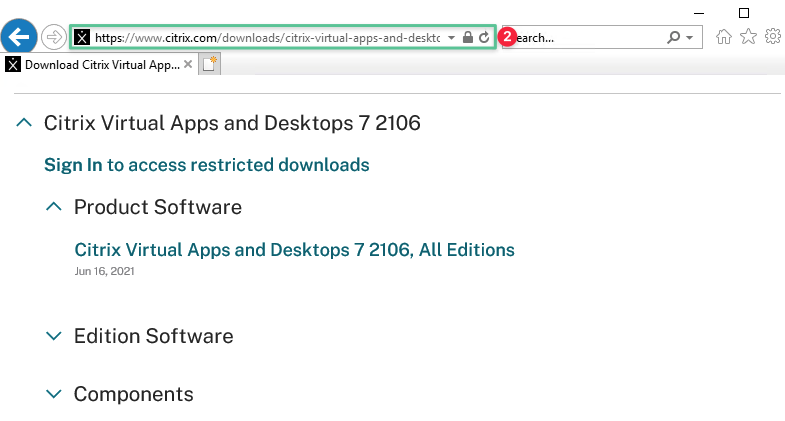 https://www.citrix.com/downloads/citrix-virtual-apps-and-deskto
2
earch...
Download Citrix Virtual App...
Citrix Virtual Apps and Desktops 7 2106
Sign In to access restricted downloads
Product Software
Citrix Virtual Apps and Desktops 7 2106, All Editions
Jun 16, 2021
Edition Software
Components